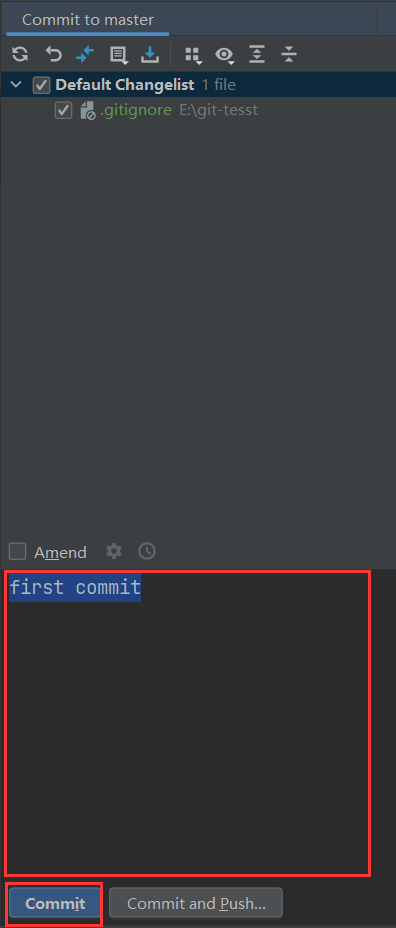 Commit to master
Default Changelist 1 file
.gitignore E:\git-tesst
Amend
first commit
Commit Commit and Push...